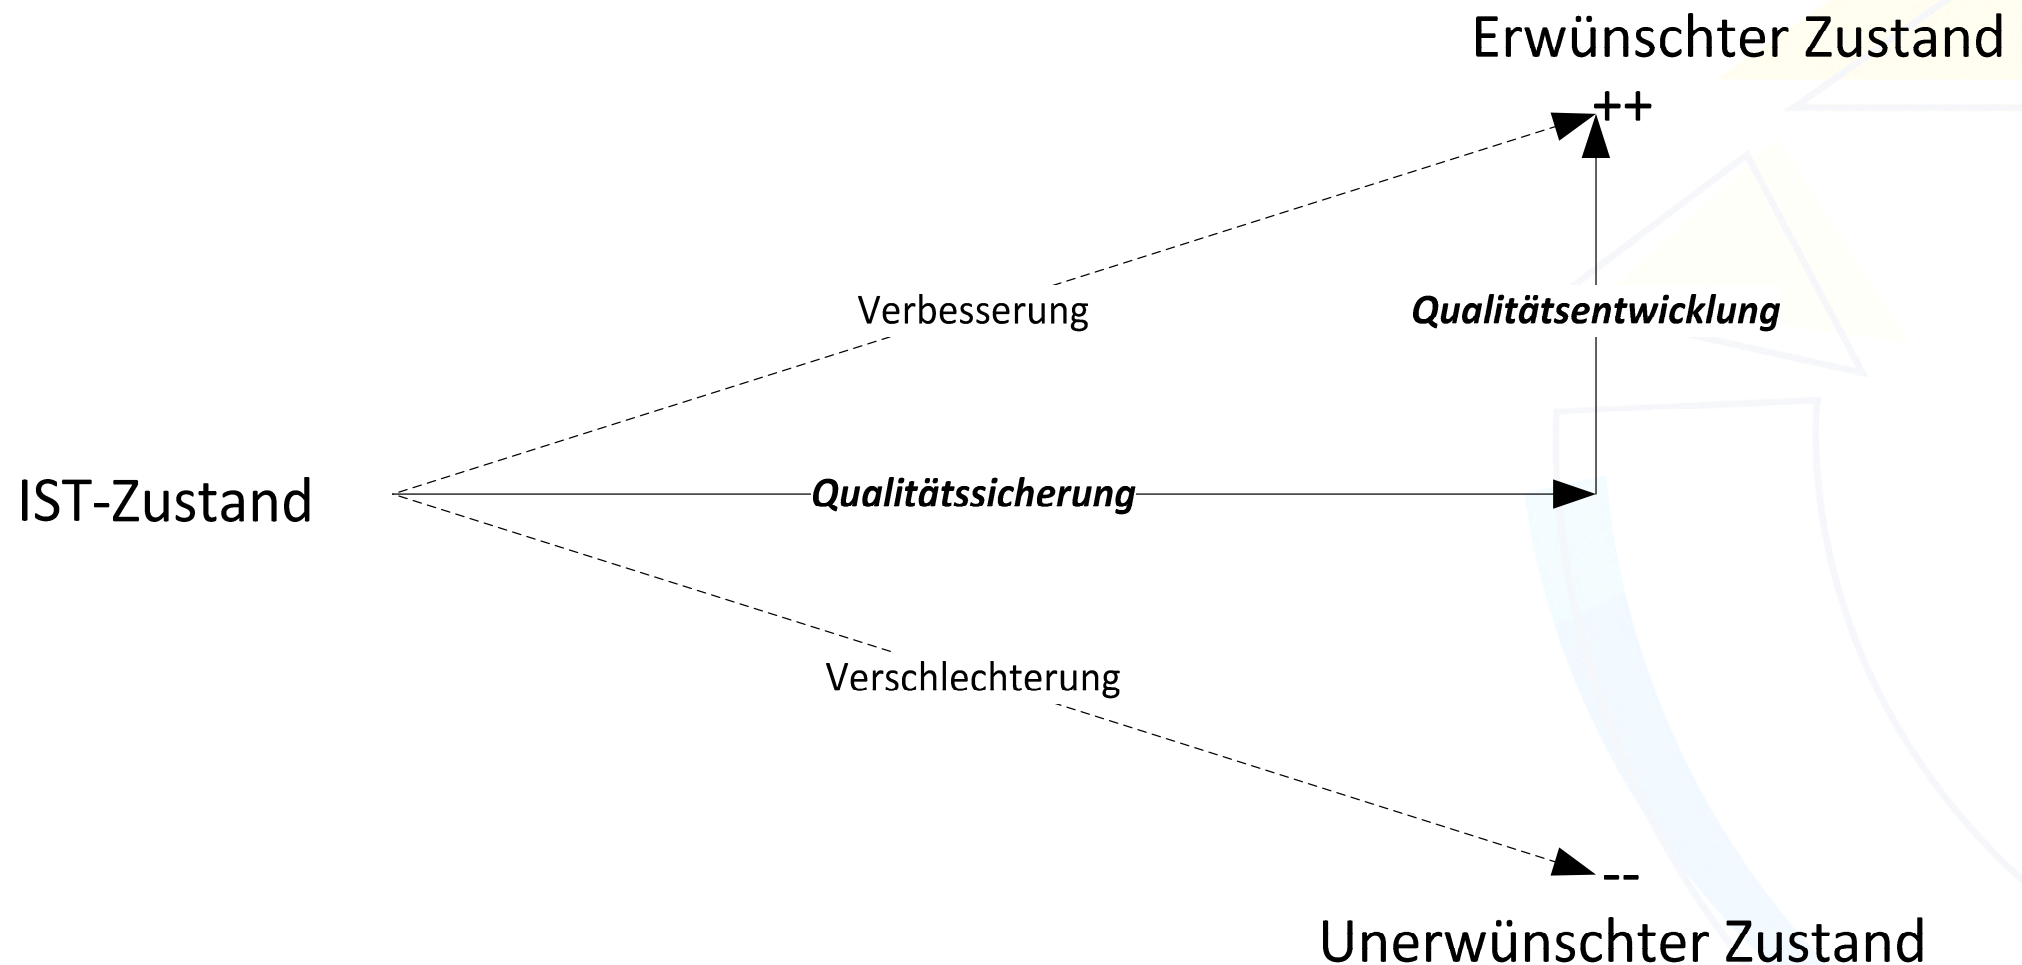 Erwünschter Zustand
++
Verbesserung
Qualitätsentwicklung
IST-Zustand
Qualitätssicherung
Verschlechterung
--
Unerwünschter Zustand